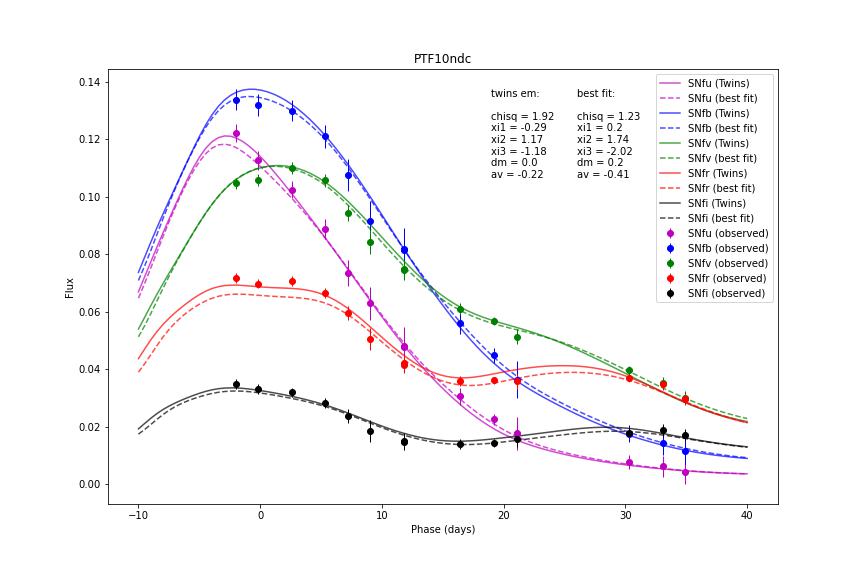 PTF10ndc
0.14
0.12
0.10
0.08
0.06
0.04
0.02
0.00
Flux
−10
0
10
20
30
40
Phase (days)
twins em:
chisq = 1.92
xi1 = -0.29
xi2 = 1.17
xi3 = -1.18
dm = 0.0
av = -0.22
best fit:
chisq = 1.23
xi1 = 0.2
xi2 = 1.74
xi3 = -2.02
dm = 0.2
av = -0.41
SNfu (Twins)
SNfu (best fit)
SNfb (Twins)
SNfb (best fit)
SNfv (Twins)
SNfv (best fit)
SNfr (Twins)
SNfr (best fit)
SNfi (Twins)
SNfi (best fit)
SNfu (observed)
SNfb (observed)
SNfv (observed)
SNfr (observed)
SNfi (observed)